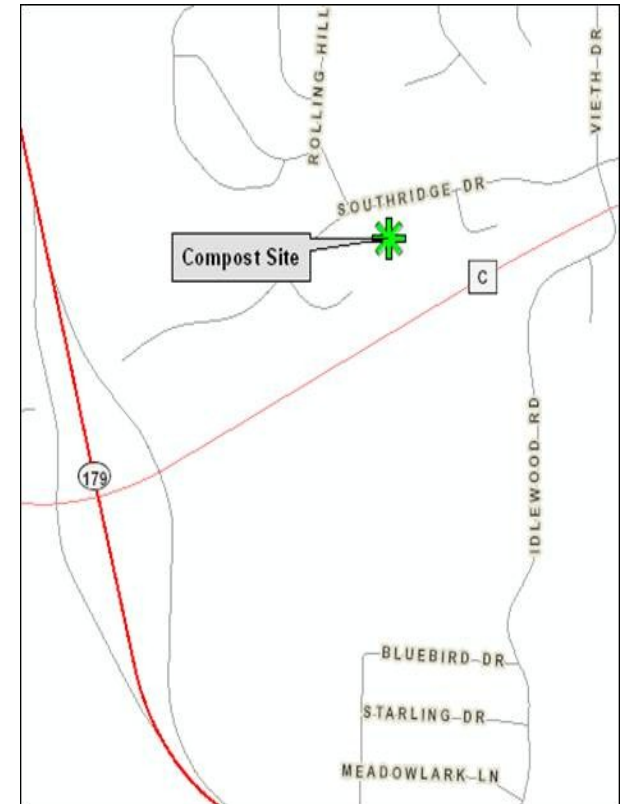 ROLLING HILL
VIETH DR
SOUTHRIDGE DR
Compost Site
C
179
IDLEWOOD RD
BLUEBIRD DR
STARLING DR
MEADOWLARK LN